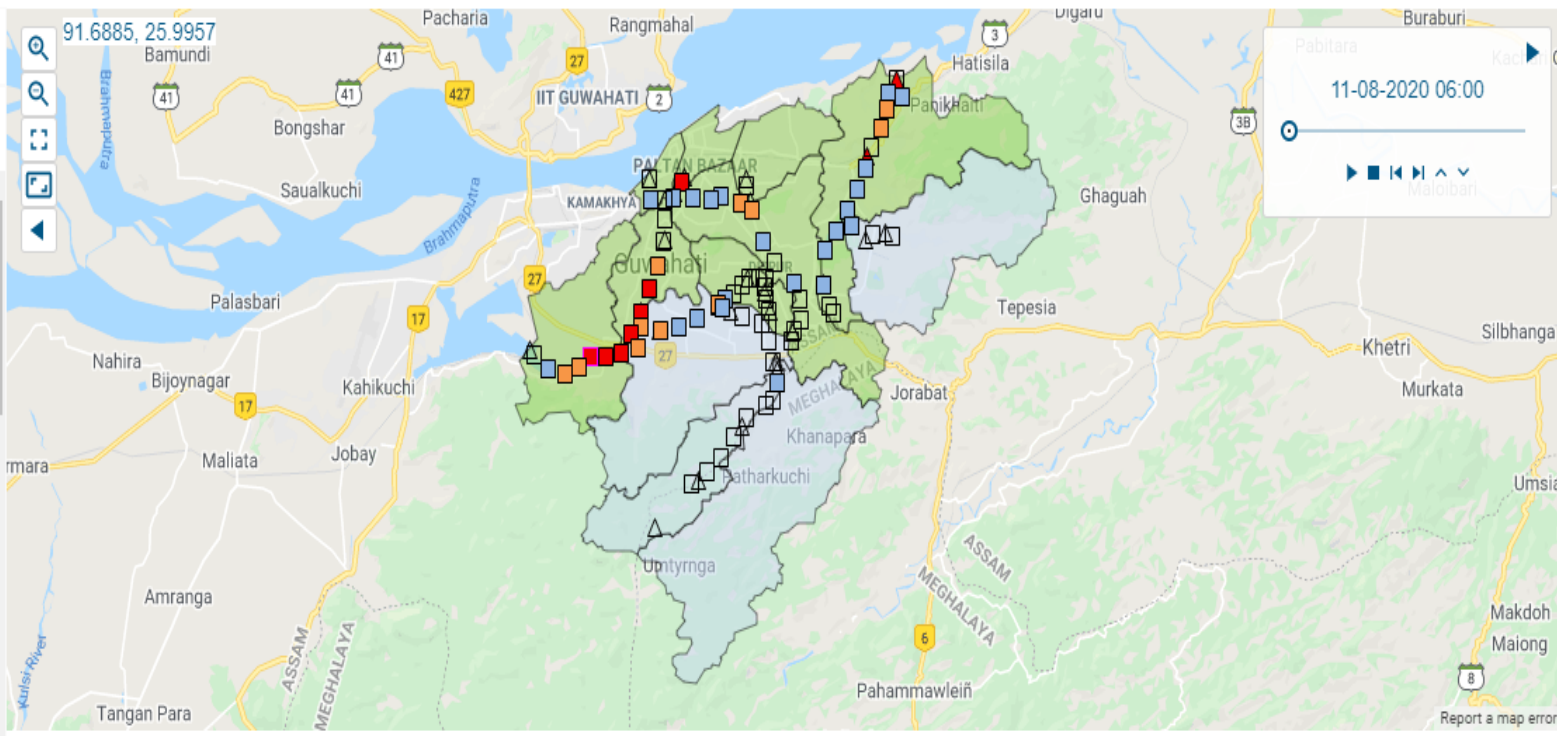 91.6885, 25.9957
Pacharia
Rangmahal
Digaru
Buraburi
Bamundi
41
27
3
Hatisila
Pabitara
11-08-2020 06:00
41
41
427
IIT GUWAHATI
2
Panikhaiti
3B
Bongshar
Brahmaputra
PALTAN BAZAAR
Saualkuchi
KAMAKHYA
Ghaguah
Maloibari
Brahmaputra
Guwahati
DISPUR
27
Palasbari
17
Tepesia
ASSAM
Silbhanga
27
Nahira
Khetri
Bijoynagar
Kahikuchi
MEGHALAYA
Jorabat
Murkata
17
Khanapara
Jobay
rmara
Maliata
Patharkuchi
Umsia
ASSAM
Umtyrnga
Amranga
MEGHALAYA
Makdoh
6
Maiong
Kulsi River
ASSAM
MEGHALAYA
8
Pahammawleiñ
Tangan Para
Report a map error